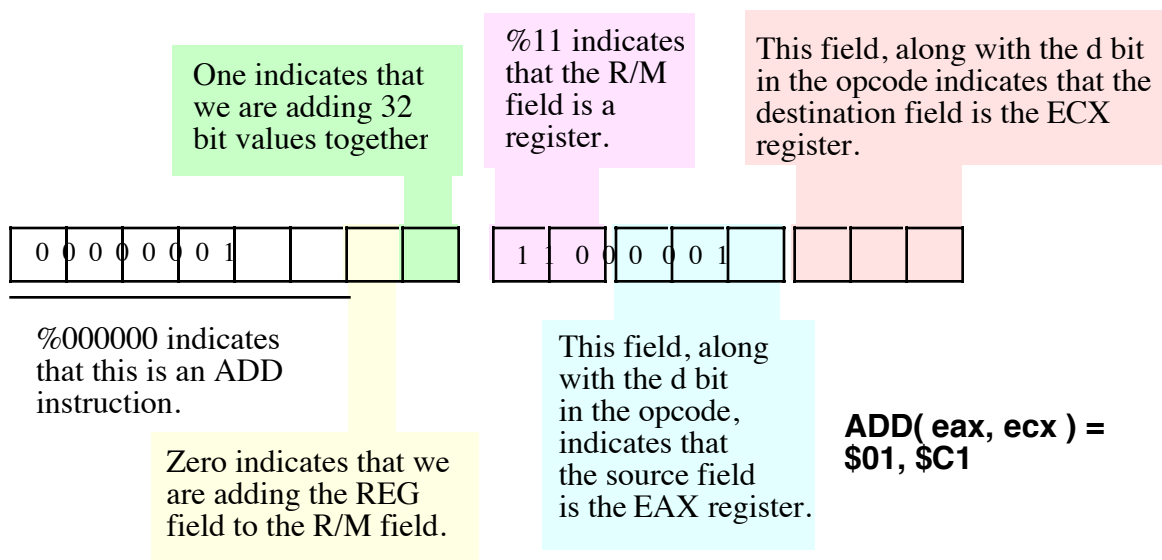 One indicates that
we are adding 32
bit values together
%11 indicates
that the R/M
field is a
register.
This field, along with the d bit
in the opcode indicates that the
destination field is the ECX
register.
0 0 0 0 0 0 0 1
1 1 0 0 0 0 0 1
%000000 indicates
that this is an ADD
instruction.
Zero indicates that we
are adding the REG
field to the R/M field.
This field, along
with the d bit
in the opcode,
indicates that
the source field
is the EAX register.
ADD( eax, ecx ) =
$01, $C1